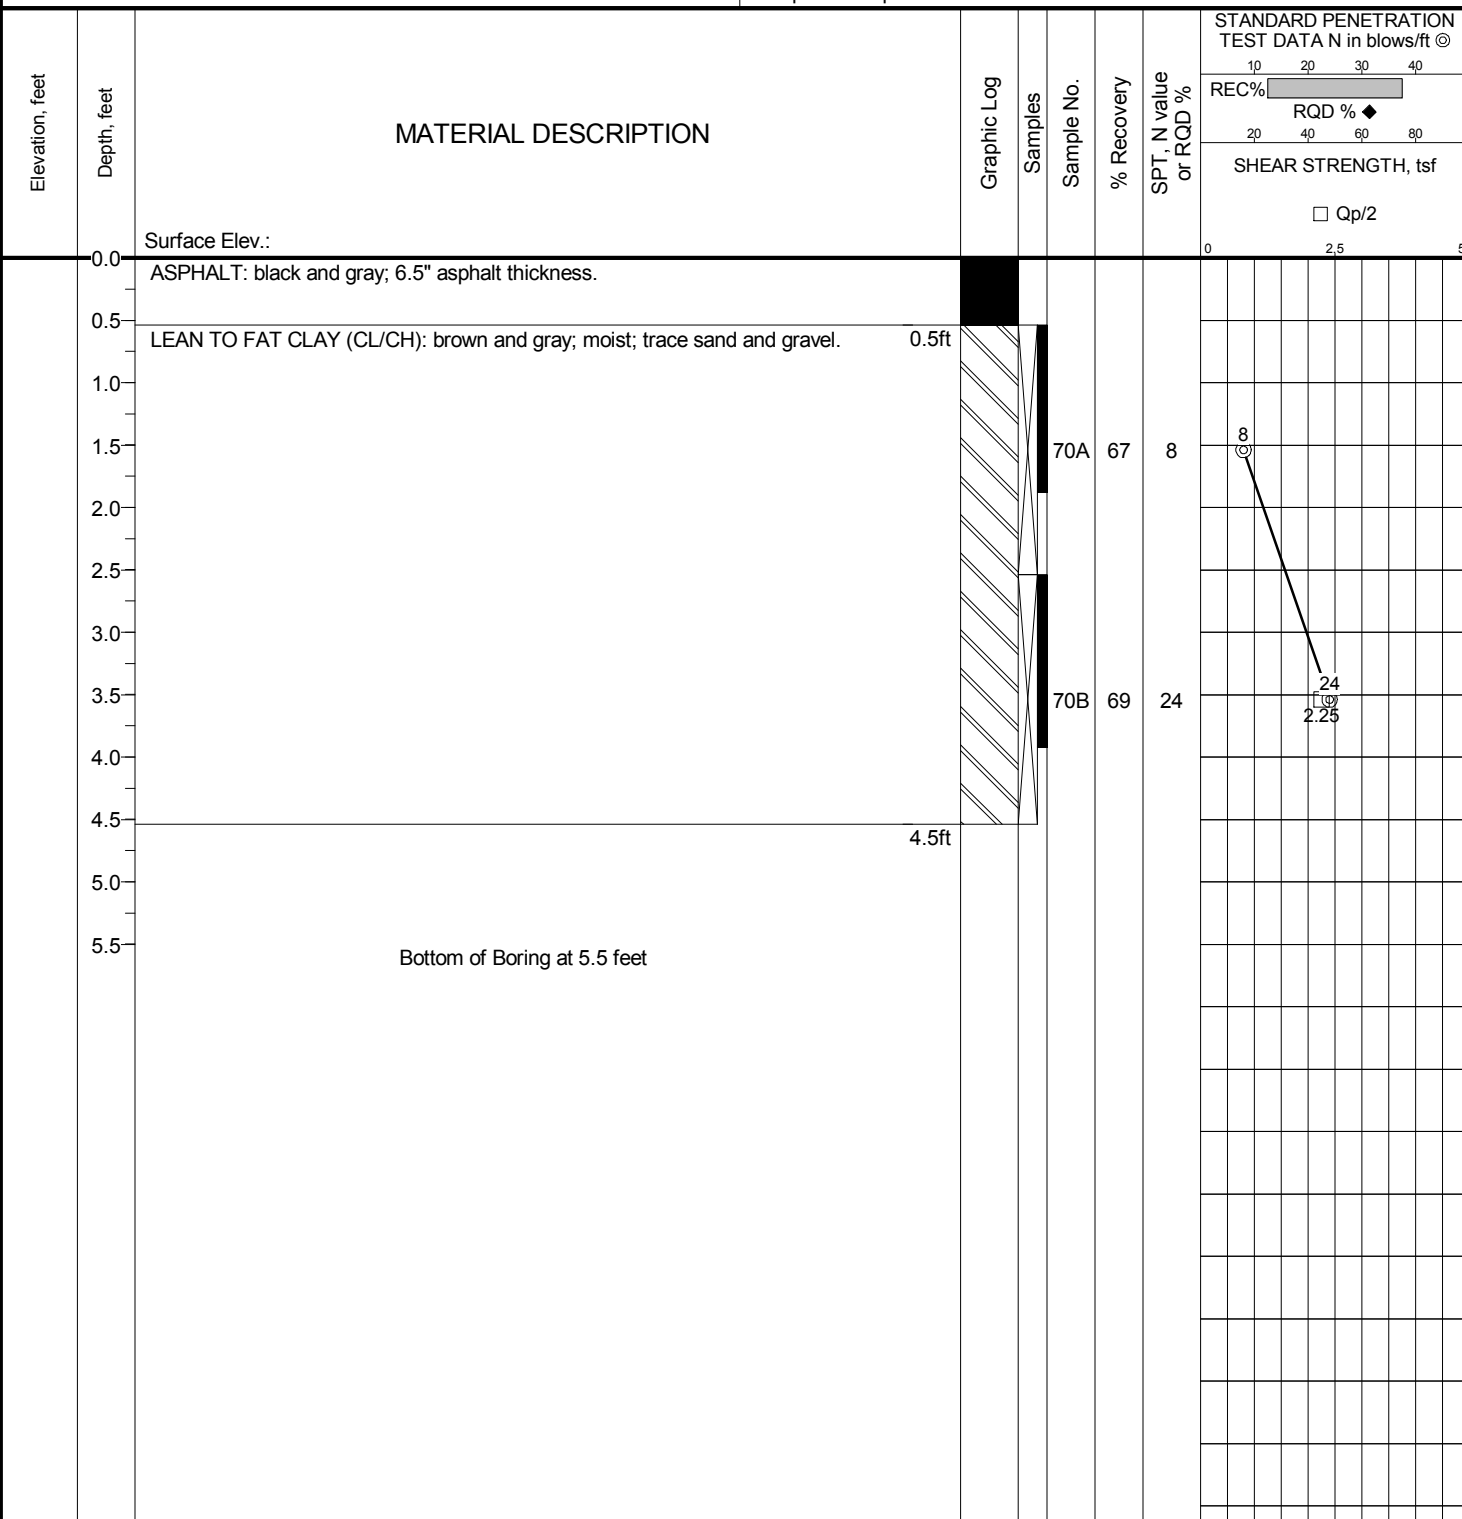 STANDARD PENETRATION
TEST DATA N in blows/ft ◎
10 20 30 40
REC%
RQD % ◆
20 40 60 80
SHEAR STRENGTH, tsf
□ Qp/2
0 2.5 5
Elevation, feet
Depth, feet
MATERIAL DESCRIPTION
Graphic Log
Samples
Sample No.
% Recovery
SPT, N value
or RQD %
Surface Elev.:
0.0
ASPHALT: black and gray; 6.5" asphalt thickness.
0.5
LEAN TO FAT CLAY (CL/CH): brown and gray; moist; trace sand and gravel. 0.5ft
1.0
8
1.5 70A 67 8
2.0
2.5
3.0
24
3.5 70B 69 24
2.25
4.0
4.5
4.5ft
5.0
5.5
Bottom of Boring at 5.5 feet